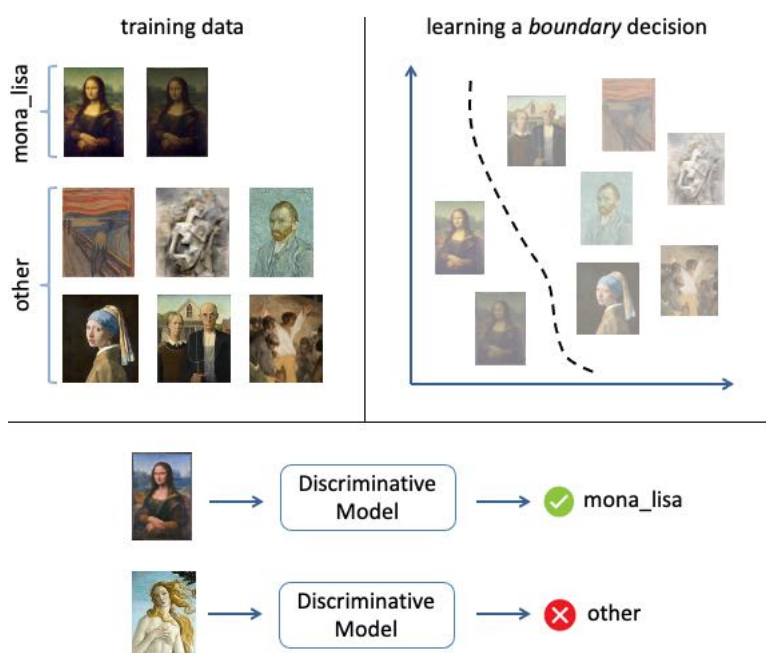 training data
learning a boundary decision
mona_lisa
other
Discriminative
Model
mona_lisa
Discriminative
Model
other